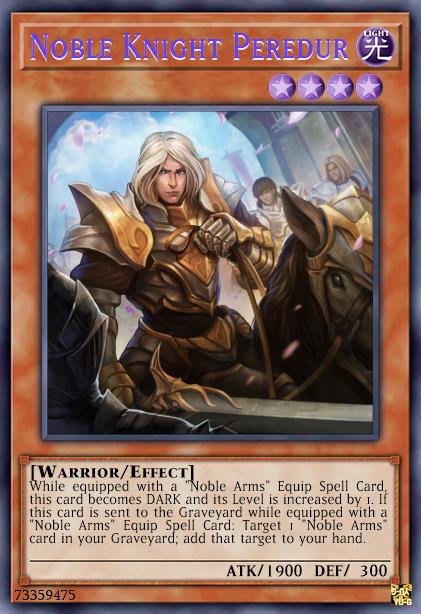 Noble Knight Peredur
LIGHT
光
[Warrior/Effect]
While equipped with a "Noble Arms" Equip Spell Card,
this card becomes DARK and its Level is increased by 1. If
this card is sent to the Graveyard while equipped with a
"Noble Arms" Equip Spell Card: Target 1 "Noble Arms"
card in your Graveyard; add that target to your hand.
ATK/1900 DEF/ 300
73359475